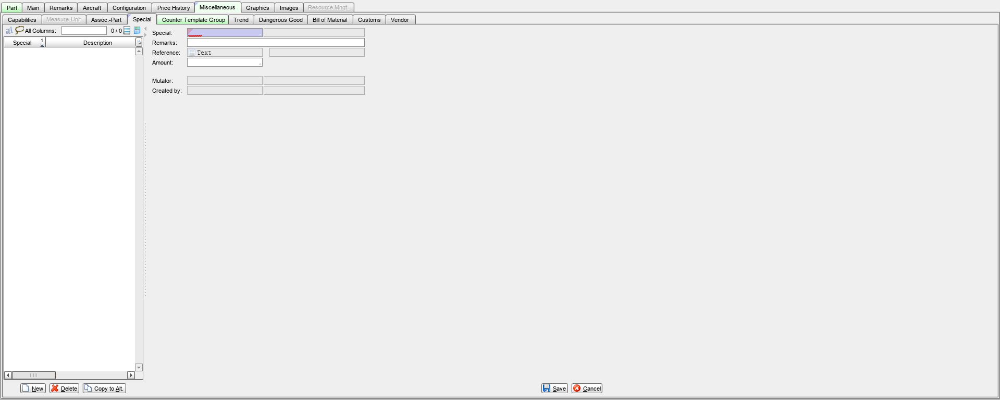 Part Main Remarks Aircraft Configuration Price History Miscellaneous Graphics Images Resource Mngt.
Capabilities Measure-Unit Assoc.-Part Special Counter Template Group Trend Dangerous Good Bill of Material Customs Vendor
All Columns: 0 / 0
Special 1 Description
Special:
Remarks:
Reference: Text
Amount:
Mutator:
Created by:
New Delete Copy to Alt. Save Cancel